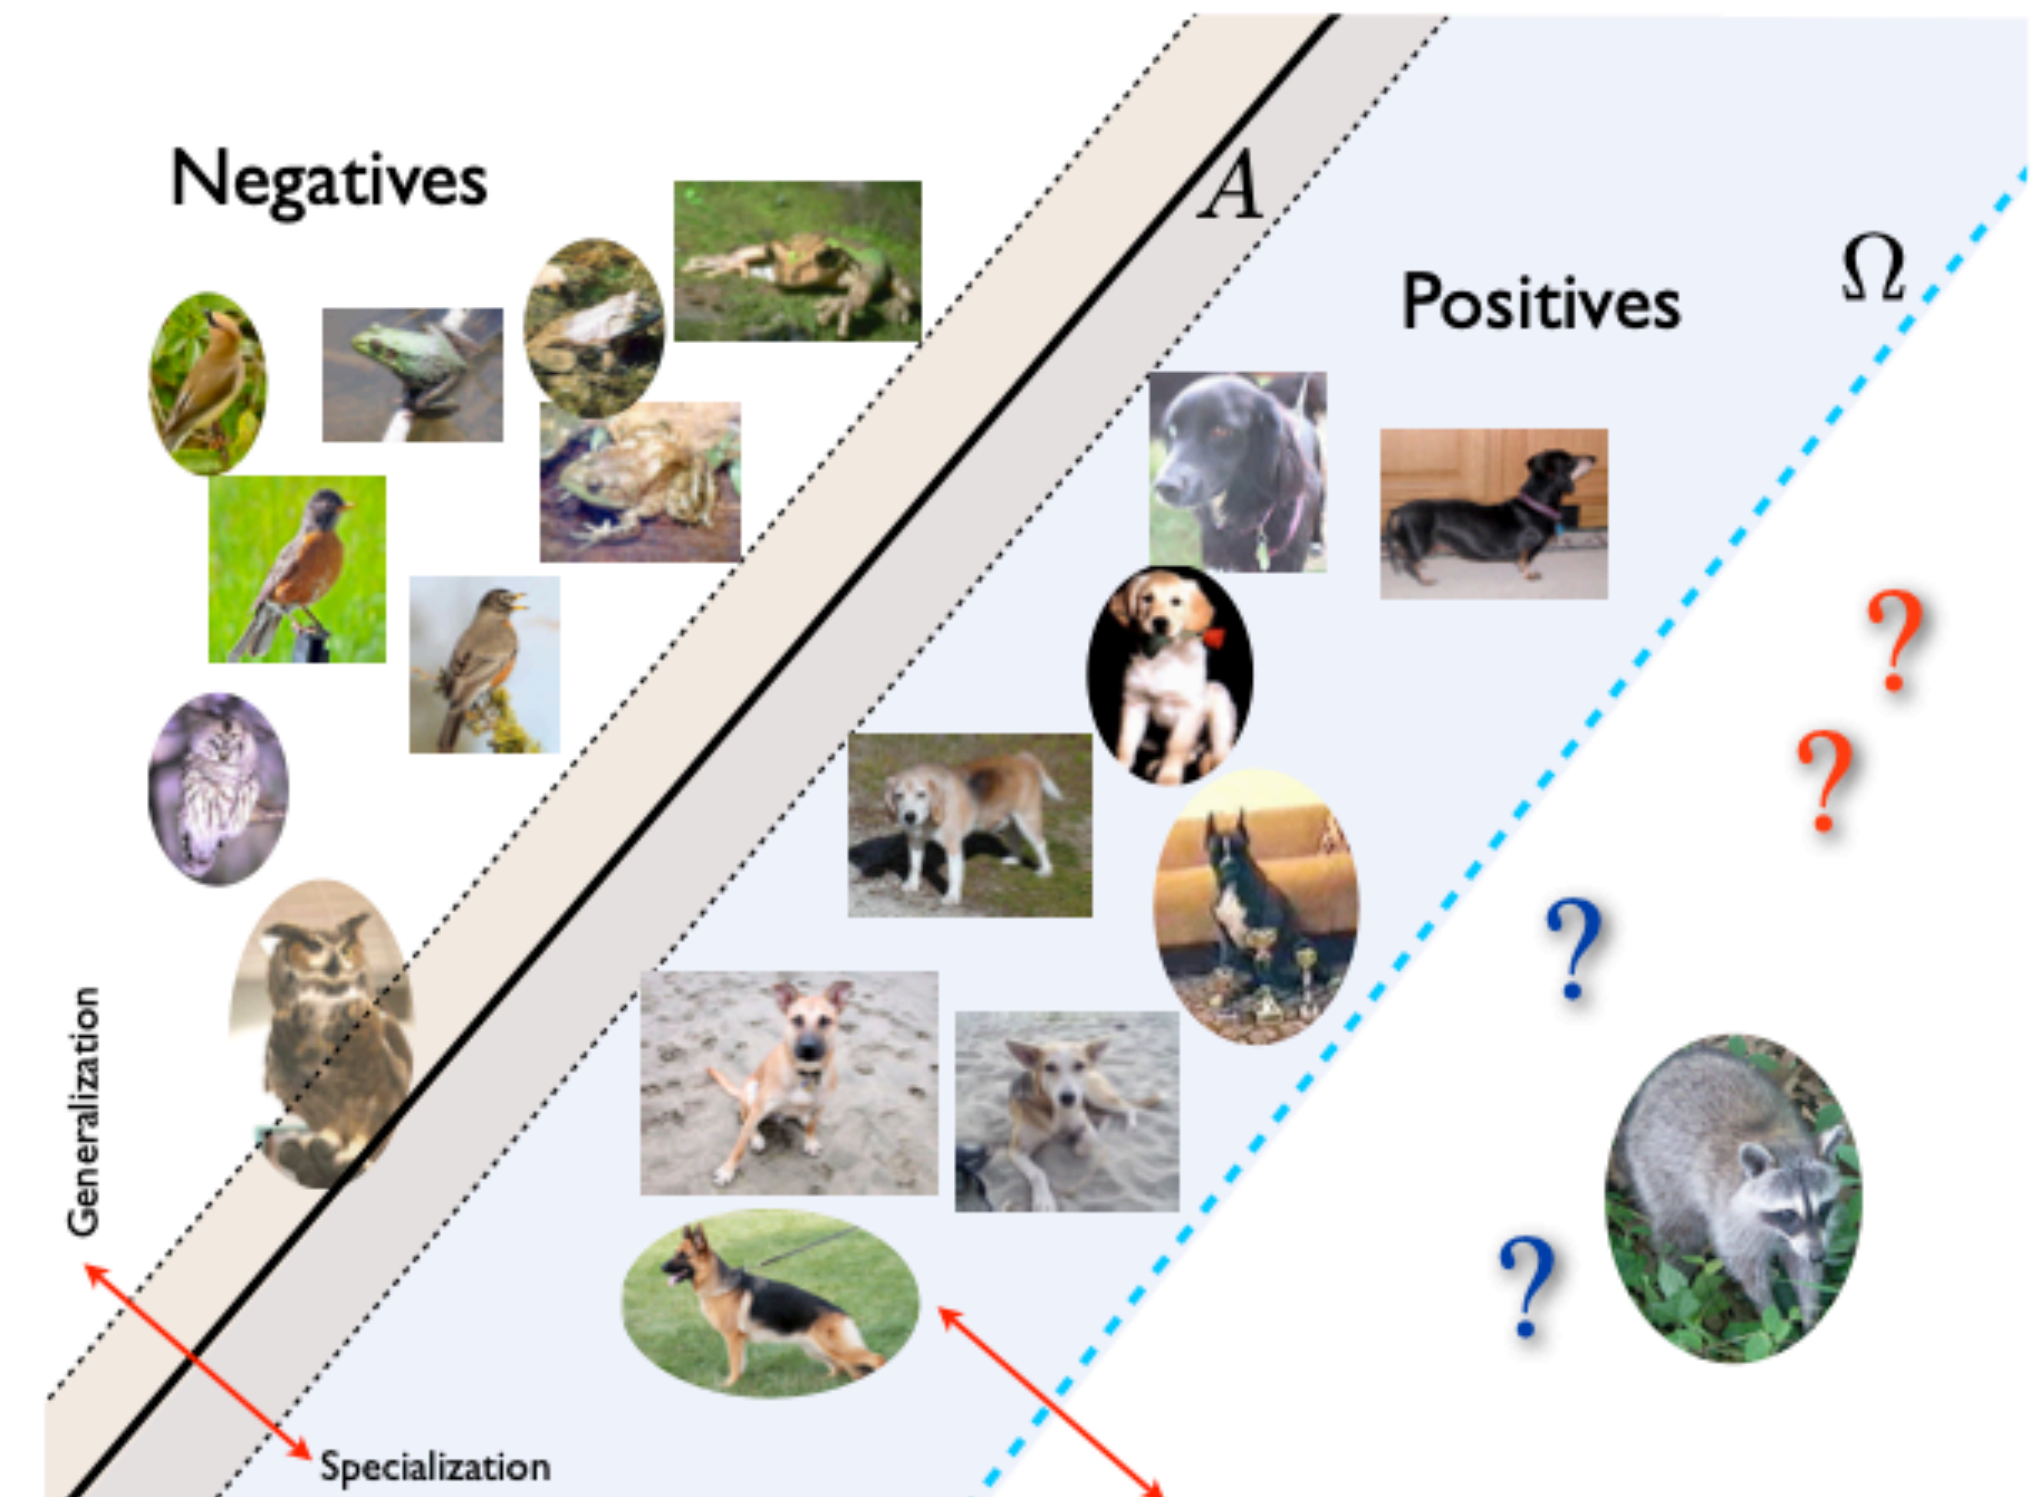 Negatives
A
Ω
Positives
?
?
?
?
Generalization
Specialization